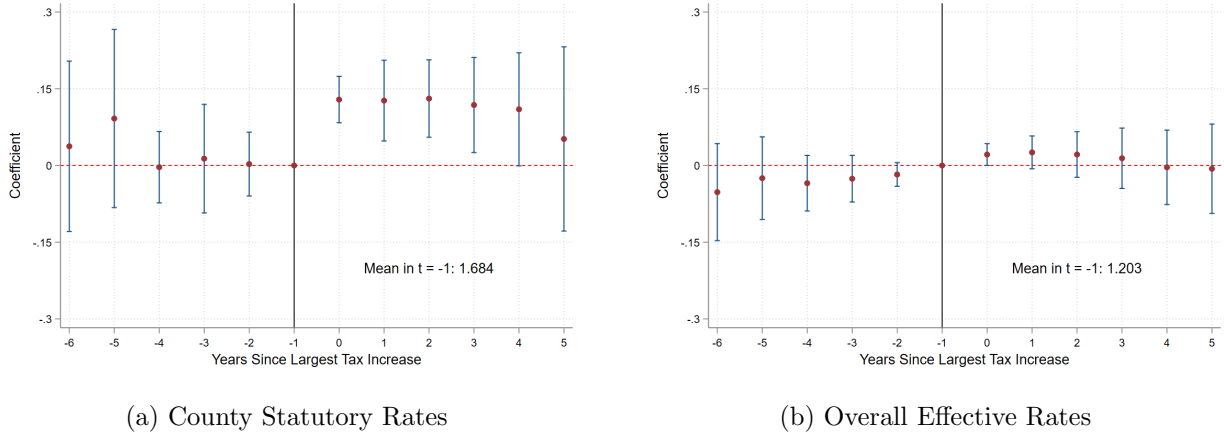 .3
.15
0
-.15
-.3
Coefficient
Mean in t = -1: 1.684
-6 -5 -4 -3 -2 -1 0 1 2 3 4 5
Years Since Largest Tax Increase
(a) County Statutory Rates
.3
.15
0
-.15
-.3
Coefficient
Mean in t = -1: 1.203
-6 -5 -4 -3 -2 -1 0 1 2 3 4 5
Years Since Largest Tax Increase
(b) Overall Effective Rates